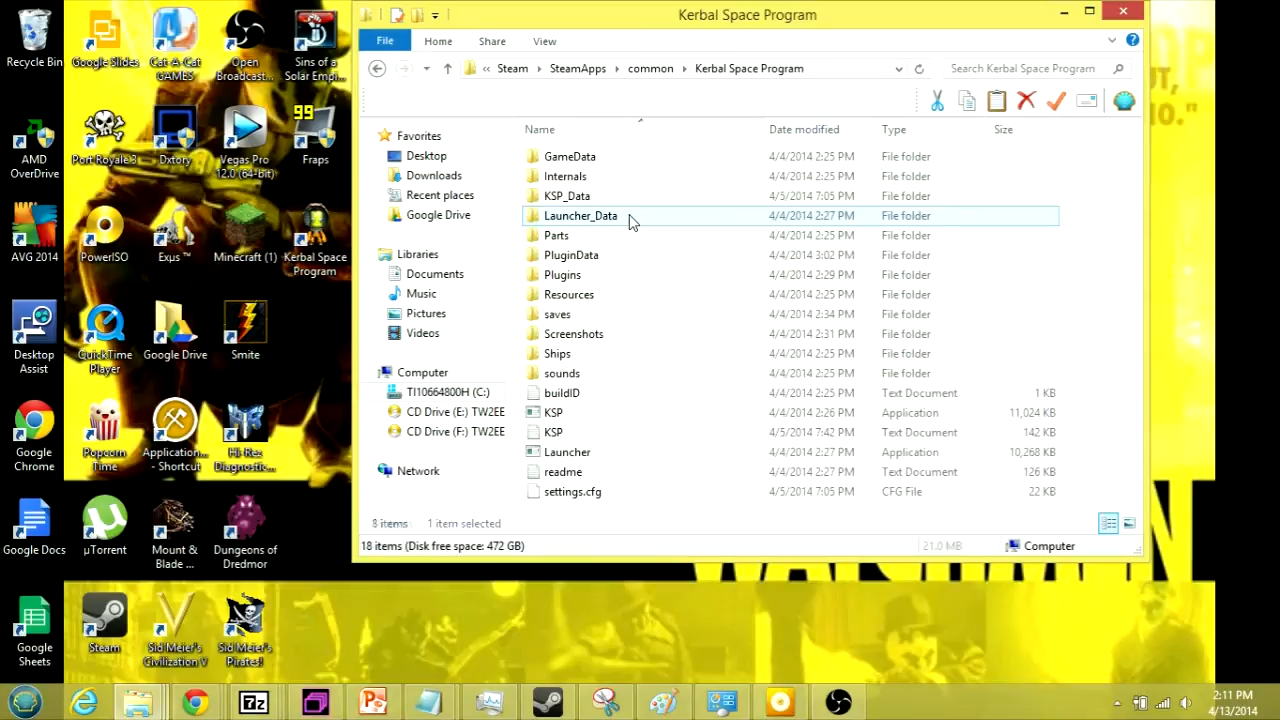 Kerbal Space Program
File Home Share View
Steam SteamApps common Kerbal Space Program
Search Kerbal Space Program
Name Date modified Type Size
Favorites
Desktop
Downloads
Recent places
Google Drive
Libraries
Documents
Music
Pictures
Videos
Computer
TI10664800H (C:)
CD Drive (E:) TW2EE
CD Drive (F:) TW2EE
Network
GameData 4/4/2014 2:25 PM File folder
Internals 4/4/2014 2:25 PM File folder
KSP_Data 4/5/2014 7:05 PM File folder
Launcher_Data 4/4/2014 2:27 PM File folder
Parts 4/4/2014 2:25 PM File folder
PluginData 4/4/2014 3:02 PM File folder
Plugins 4/4/2014 2:29 PM File folder
Resources 4/4/2014 2:25 PM File folder
saves 4/4/2014 2:34 PM File folder
Screenshots 4/4/2014 2:31 PM File folder
Ships 4/4/2014 2:25 PM File folder
sounds 4/4/2014 2:25 PM File folder
buildID 4/4/2014 2:25 PM Text Document 1 KB
KSP 4/4/2014 2:26 PM Application 11,024 KB
KSP 4/5/2014 7:42 PM Text Document 142 KB
Launcher 4/4/2014 2:27 PM Application 10,268 KB
readme 4/4/2014 2:27 PM Text Document 126 KB
settings.cfg 4/5/2014 7:05 PM CFG File 22 KB
8 items 1 item selected
18 items (Disk free space: 472 GB) 21.0 MB Computer
Recycle Bin
Google Slides
Cat-A-Cat
GAMES
Open
Broadcast...
Sins of a
Solar Empi...
AMD
OverDrive
Port Royale 3
Dxtory
Vegas Pro
12.0 (64-bit)
99
Fraps
AVG 2014
PowerISO
Exµs ™
Minecraft (1)
Kerbal Space
Program
Desktop
Assist
QuickTime
Player
Google Drive
Smite
Google
Chrome
Popcorn
Time
Application...
- Shortcut
Hi-Rez
Diagnostic...
Google Docs
µTorrent
Mount &
Blade ...
Dungeons of
Dredmor
Google
Sheets
Steam
Sid Meier's
Civilization V
Sid Meier's
Pirates!
7z
2:11 PM
4/13/2014